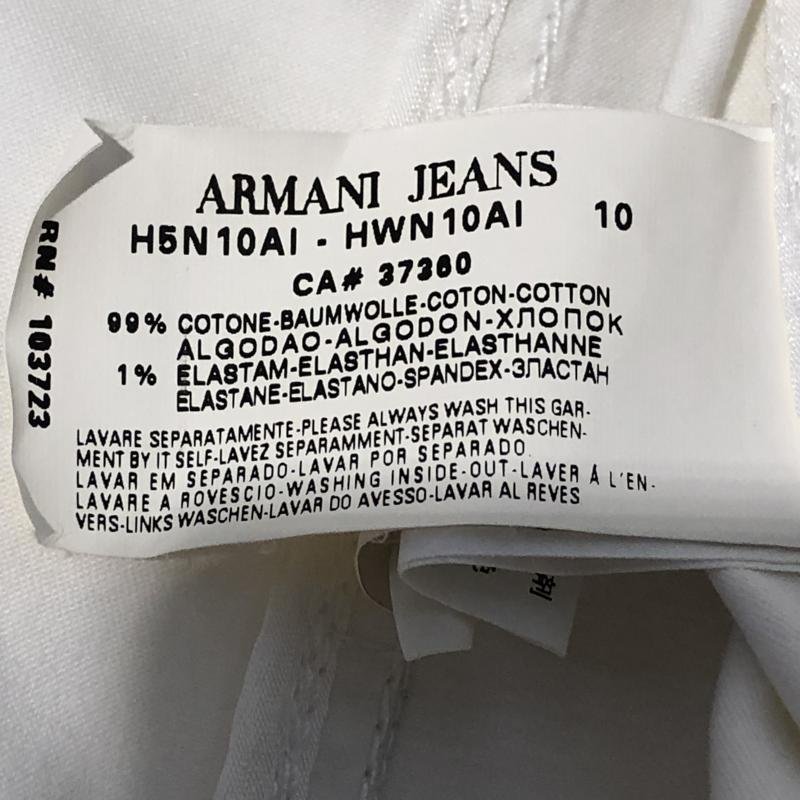 ARMANI JEANS
H5N10AI - HWN10AI 10
CA# 37360
99% COTONE-BAUMWOLLE-COTON-COTTON
ALGODAO-ALGODON-ХЛОПОК
1% ELASTAM-ELASTHAN-ELASTHANNE
ELASTANE-ELASTANO-SPANDEX-ЭЛАСТАН
LAVARE SEPARATAMENTE-PLEASE ALWAYS WASH THIS GAR-
MENT BY IT SELF-LAVEZ SEPARAMMENT-SEPARAT WASCHEN-
LAVAR EM SEPARADO-LAVAR POR SEPARADO
LAVARE A ROVESCIO-WASHING INSIDE-OUT-LAVER Á L'EN-
VERS-LINKS WASCHEN-LAVAR DO AVESSO-LAVAR AL REVES
RN# 103723